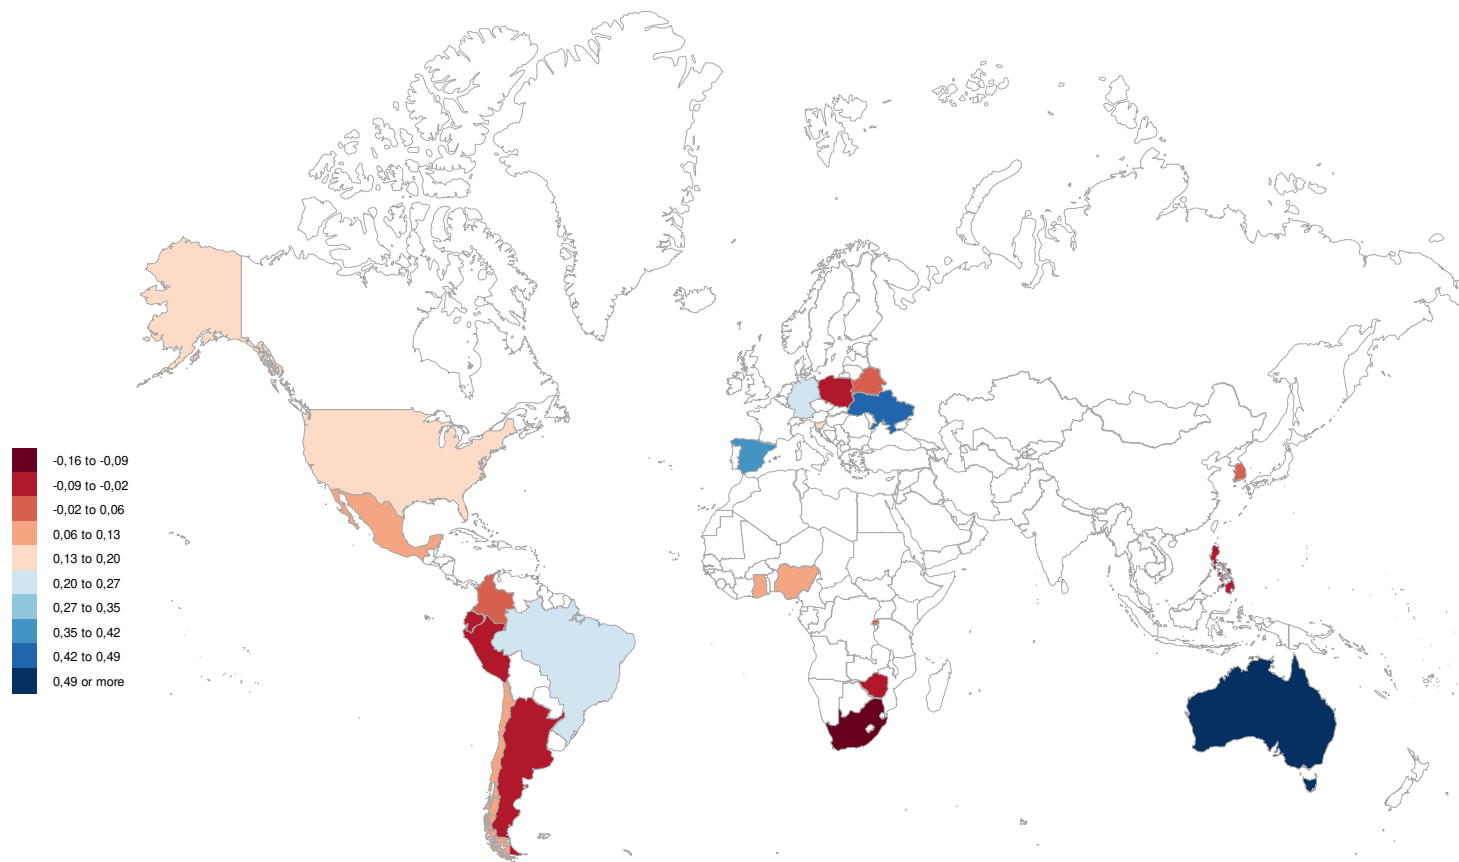 -0,16 to -0,09
-0,09 to -0,02
-0,02 to 0,06
0,06 to 0,13
0,13 to 0,20
0,20 to 0,27
0,27 to 0,35
0,35 to 0,42
0,42 to 0,49
0,49 or more